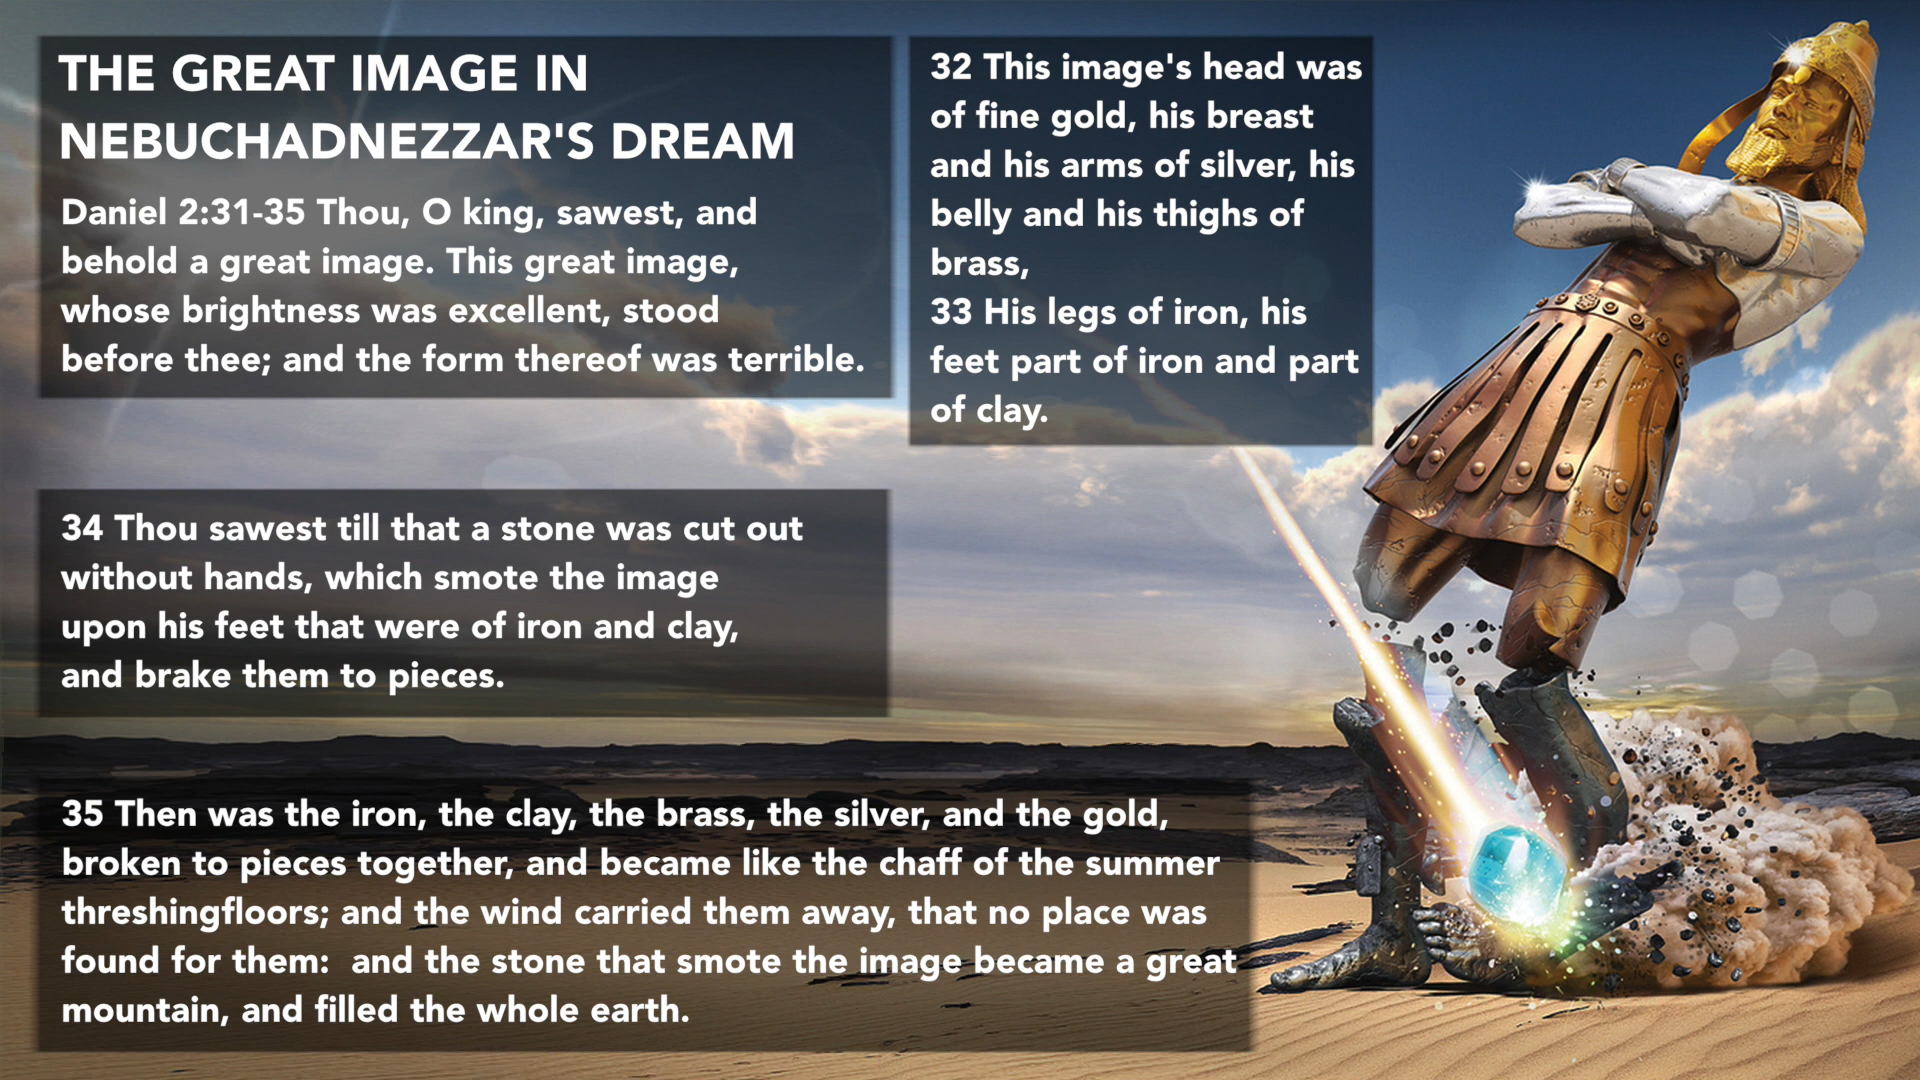 THE GREAT IMAGE IN
NEBUCHADNEZZAR'S DREAM
Daniel 2:31-35 Thou, O king, sawest, and
behold a great image. This great image,
whose brightness was excellent, stood
before thee; and the form thereof was terrible.
32 This image's head was
of fine gold, his breast
and his arms of silver, his
belly and his thighs of
brass,
33 His legs of iron, his
feet part of iron and part
of clay.
34 Thou sawest till that a stone was cut out
without hands, which smote the image
upon his feet that were of iron and clay,
and brake them to pieces.
35 Then was the iron, the clay, the brass, the silver, and the gold,
broken to pieces together, and became like the chaff of the summer
threshingfloors; and the wind carried them away, that no place was
found for them:  and the stone that smote the image became a great
mountain, and filled the whole earth.